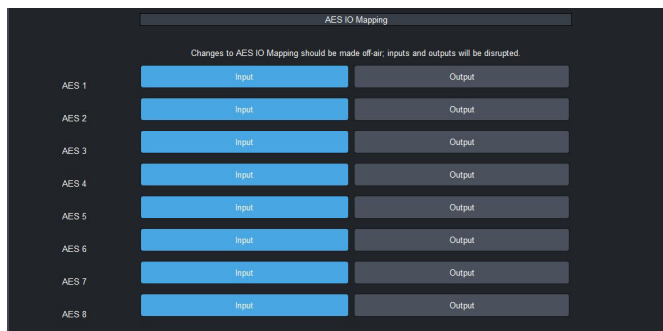 AES IO Mapping
Changes to AES IO Mapping should be made off-air; inputs and outputs will be disrupted.
AES 1 Input Output
AES 2 Input Output
AES 3 Input Output
AES 4 Input Output
AES 5 Input Output
AES 6 Input Output
AES 7 Input Output
AES 8 Input Output